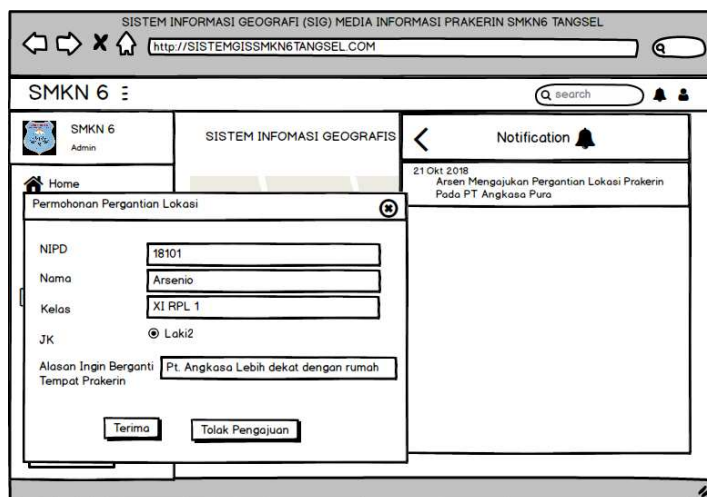 SISTEM INFORMASI GEOGRAFI (SIG) MEDIA INFORMASI PRAKERIN SMKN6 TANGSEL
http://SISTEMGISSMKN6TANGSEL.COM
SMKN 6
search
SMKN 6
Admin
SISTEM INFOMASI GEOGRAFIS
Notification
Home
21 Okt 2018
Arsen Mengajukan Pergantian Lokasi Prakerin
Pada PT Angkasa Pura
Permohonan Pergantian Lokasi
NIPD
18101
Nama
Arsenio
Kelas
XI RPL 1
JK
Laki2
Alasan Ingin Berganti
Tempat Prakerin
Pt. Angkasa Lebih dekat dengan rumah
Terima
Tolak Pengajuan